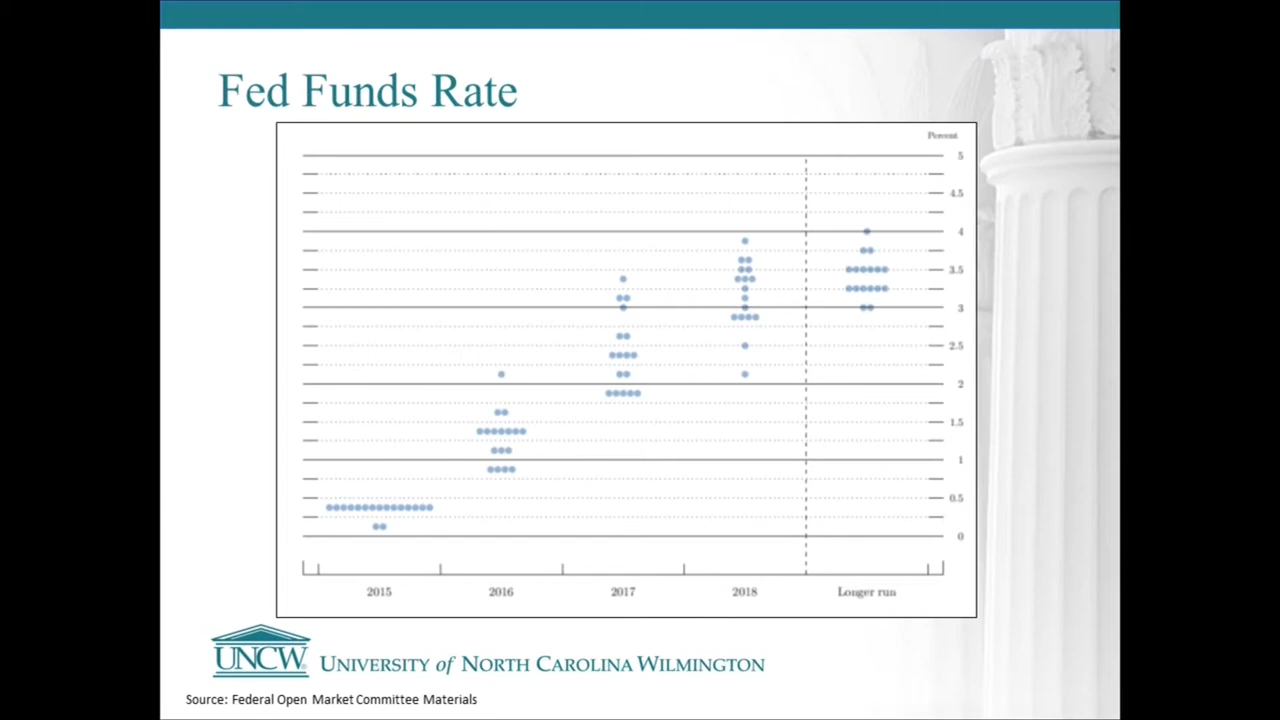 Fed Funds Rate
Percent
5
4.5
4
3.5
3
2.5
2
1.5
1
0.5
0
2015 2016 2017 2018 Longer run
UNCW® UNIVERSITY of NORTH CAROLINA WILMINGTON
Source: Federal Open Market Committee Materials